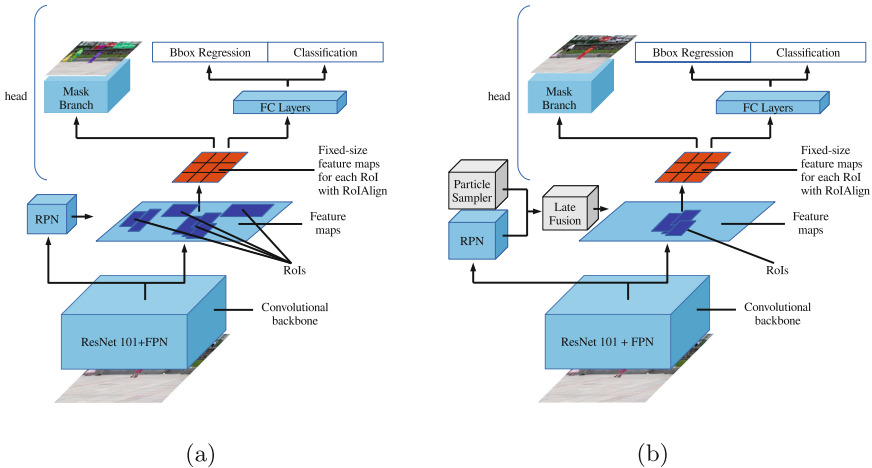 Bbox Regression
Classification
head
Mask
Branch
FC Layers
Fixed-size
feature maps
for each RoI
with RoIAlign
RPN
Feature
maps
RoIs
Convolutional
backbone
ResNet 101+FPN
(a)
Bbox Regression
Classification
head
Mask
Branch
FC Layers
Fixed-size
feature maps
for each RoI
with RoIAlign
Particle
Sampler
Late
Fusion
RPN
Feature
maps
RoIs
Convolutional
backbone
ResNet 101 + FPN
(b)